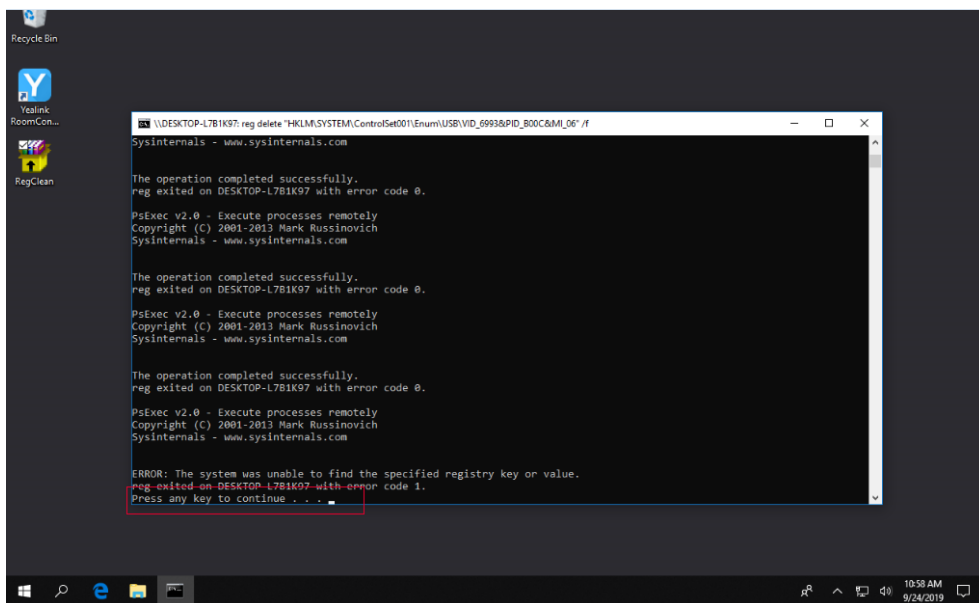 Recycle Bin
Yealink
RoomCon...
RegClean
\\DESKTOP-L7B1K97: reg delete "HKLM\SYSTEM\ControlSet001\Enum\USB\VID_6993&PID_B00C&MI_06" /f
Sysinternals - www.sysinternals.com
The operation completed successfully.
reg exited on DESKTOP-L7B1K97 with error code 0.
PsExec v2.0 - Execute processes remotely
Copyright (C) 2001-2013 Mark Russinovich
Sysinternals - www.sysinternals.com
The operation completed successfully.
reg exited on DESKTOP-L7B1K97 with error code 0.
PsExec v2.0 - Execute processes remotely
Copyright (C) 2001-2013 Mark Russinovich
Sysinternals - www.sysinternals.com
The operation completed successfully.
reg exited on DESKTOP-L7B1K97 with error code 0.
PsExec v2.0 - Execute processes remotely
Copyright (C) 2001-2013 Mark Russinovich
Sysinternals - www.sysinternals.com
ERROR: The system was unable to find the specified registry key or value.
reg exited on DESKTOP-L7B1K97 with error code 1.
Press any key to continue . . .
10:58 AM
9/24/2019